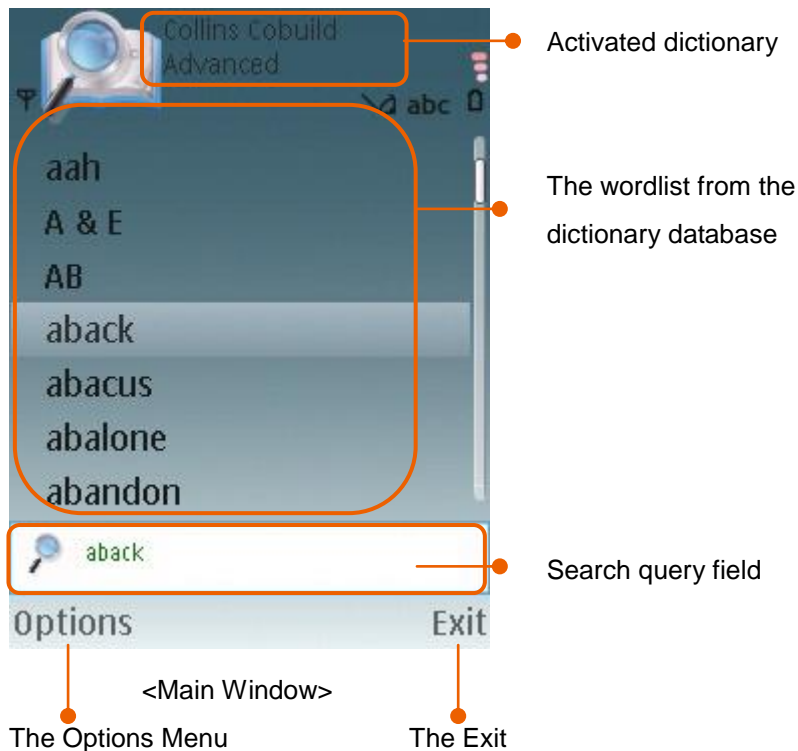 Collins Cobuild
Advanced
Activated dictionary
abc
aah
A & E
AB
aback
abacus
abalone
abandon
The wordlist from the
dictionary database
aback
Search query field
Options
Exit
<Main Window>
The Options Menu
The Exit